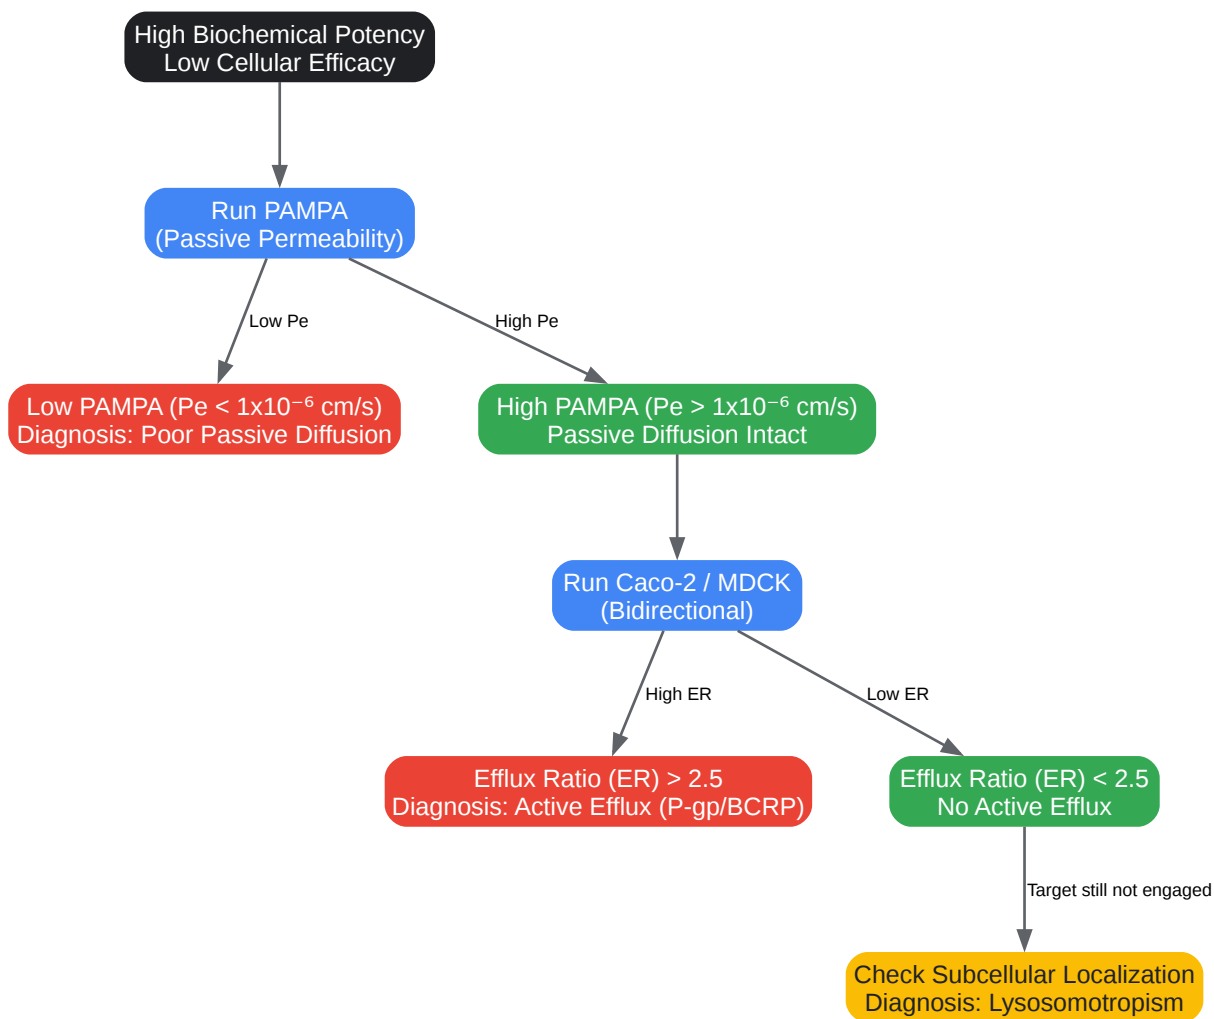 High Biochemical Potency
Low Cellular Efficacy
Run PAMPA
(Passive Permeability)
Low Pe
High Pe
Low PAMPA (Pe < 1x10⁻⁶ cm/s)
Diagnosis: Poor Passive Diffusion
High PAMPA (Pe > 1x10⁻⁶ cm/s)
Passive Diffusion Intact
Run Caco-2 / MDCK
(Bidirectional)
High ER
Low ER
Efflux Ratio (ER) > 2.5
Diagnosis: Active Efflux (P-gp/BCRP)
Efflux Ratio (ER) < 2.5
No Active Efflux
Target still not engaged
Check Subcellular Localization
Diagnosis: Lysosomotropism